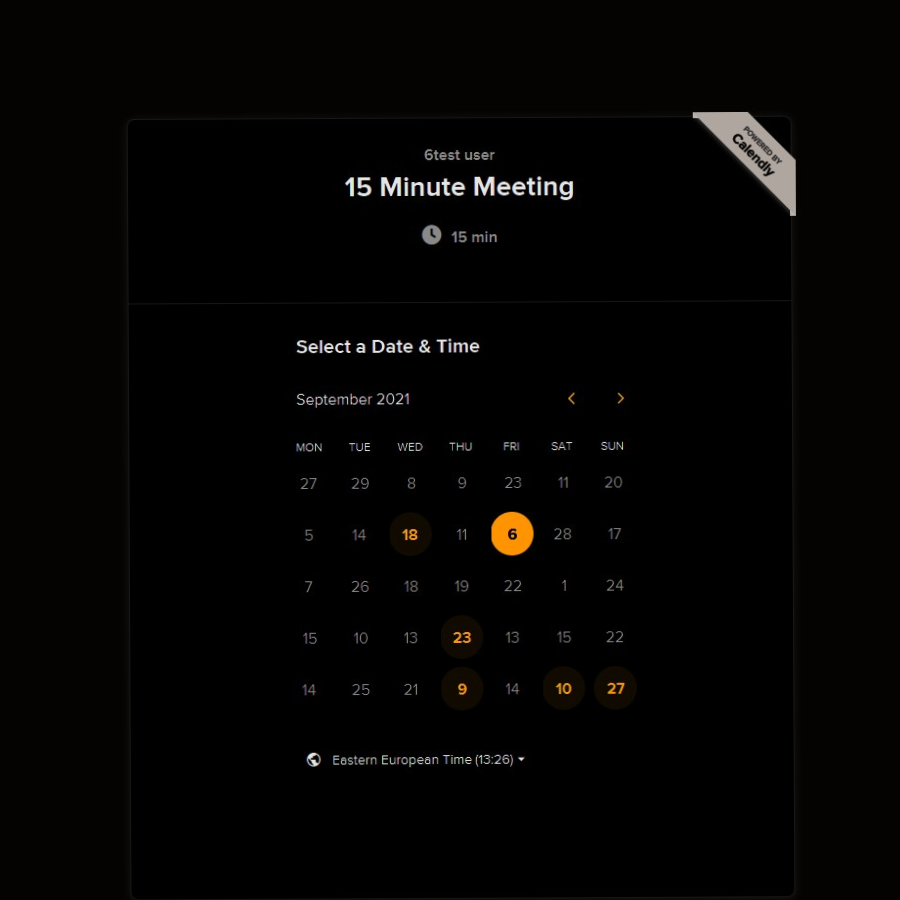 POWERED BY
Calendly
6test user
15 Minute Meeting
15 min
Select a Date & Time
September 2021
MON TUE WED THU FRI SAT SUN
27 29 8 9 23 11 20
5 14 18 11 6 28 17
7 26 18 19 22 1 24
15 10 13 23 13 15 22
14 25 21 9 14 10 27
Eastern European Time (13:26)